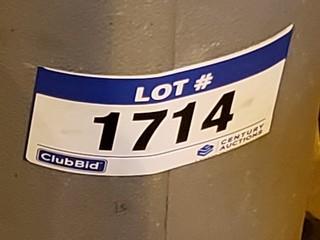 LOT #
1714
ClubBid
CENTURY
AUCTIONS